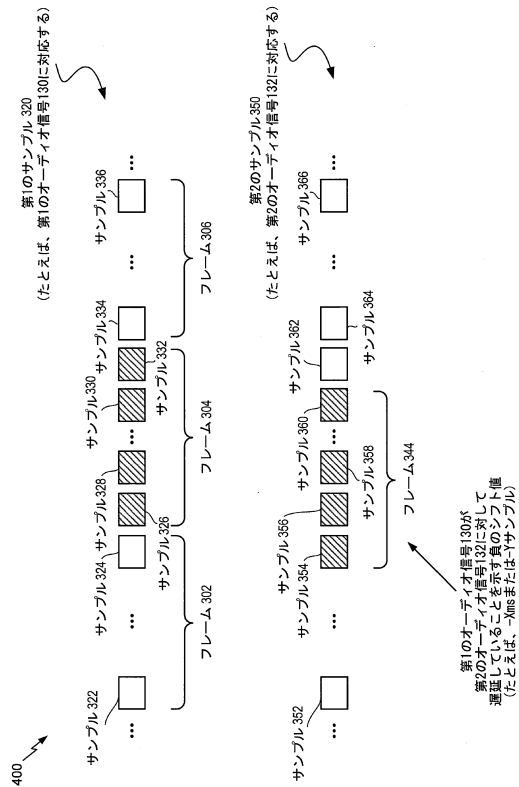 400
第1のサンプル320
(たとえば、第1のオーディオ信号130に対応する)
サンプル322
サンプル324
サンプル326
サンプル328
サンプル330
サンプル332
サンプル334
サンプル336
...
...
...
...
...
フレーム302
フレーム304
フレーム306
第2のサンプル350
(たとえば、第2のオーディオ信号132に対応する)
サンプル352
サンプル354
サンプル356
サンプル358
サンプル360
サンプル362
サンプル364
サンプル366
...
...
...
...
...
フレーム344
第1のオーディオ信号130が
第2のオーディオ信号132に対して
遅延していることを示す負のシフト値
(たとえば、-Xmsまたは-Yサンプル)